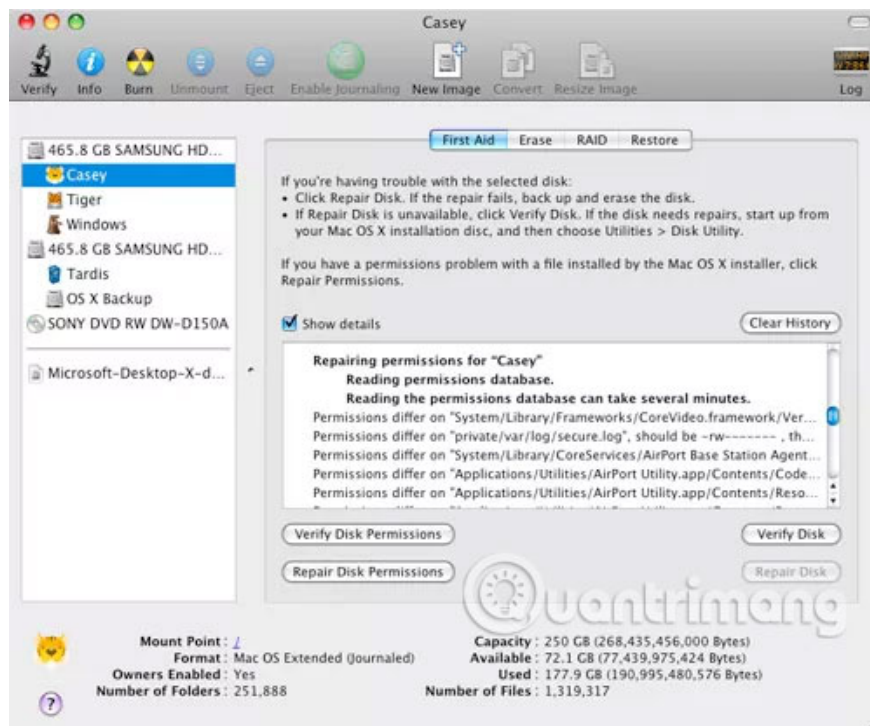 Casey
Verify Info Burn Unmount Eject Enable Journaling New Image Convert Resize Image Log
465.8 GB SAMSUNG HD...
Casey
Tiger
Windows
465.8 GB SAMSUNG HD...
Tardis
OS X Backup
SONY DVD RW DW-D150A
Microsoft-Desktop-X-d...
First Aid Erase RAID Restore
If you're having trouble with the selected disk:
• Click Repair Disk. If the repair fails, back up and erase the disk.
• If Repair Disk is unavailable, click Verify Disk. If the disk needs repairs, start up from
your Mac OS X installation disc, and then choose Utilities > Disk Utility.
If you have a permissions problem with a file installed by the Mac OS X installer, click
Repair Permissions.
Show details
Clear History
Repairing permissions for "Casey"
Reading permissions database.
Reading the permissions database can take several minutes.
Permissions differ on "System/Library/Frameworks/CoreVideo.framework/Ver...
Permissions differ on "private/var/log/secure.log", should be -rw------- , th...
Permissions differ on "System/Library/CoreServices/AirPort Base Station Agent...
Permissions differ on "Applications/Utilities/AirPort Utility.app/Contents/Code...
Permissions differ on "Applications/Utilities/AirPort Utility.app/Contents/Reso...
Verify Disk Permissions
Verify Disk
Repair Disk Permissions
Repair Disk
Quantrimang
Mount Point : /
Format : Mac OS Extended (Journaled)
Owners Enabled : Yes
Number of Folders : 251,888
Capacity : 250 GB (268,435,456,000 Bytes)
Available : 72.1 GB (77,439,975,424 Bytes)
Used : 177.9 GB (190,995,480,576 Bytes)
Number of Files : 1,319,317
?